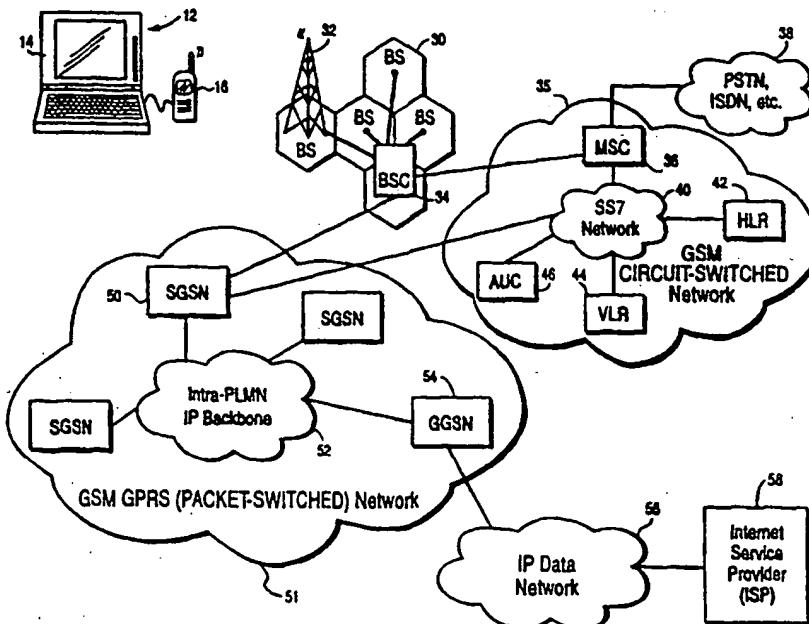 12
14
16
32
30
BS
BS
BS
BS
BSC
34
38
PSTN,
ISDN, etc.
35
MSC
36
40
SS7
Network
42
HLR
GSM
CIRCUIT-SWITCHED
Network
AUC
46
44
VLR
50
SGSN
SGSN
SGSN
Intra-PLMN
IP Backbone
52
54
GGSN
GSM GPRS (PACKET-SWITCHED) Network
51
56
IP Data
Network
58
Internet
Service
Provider
(ISP)